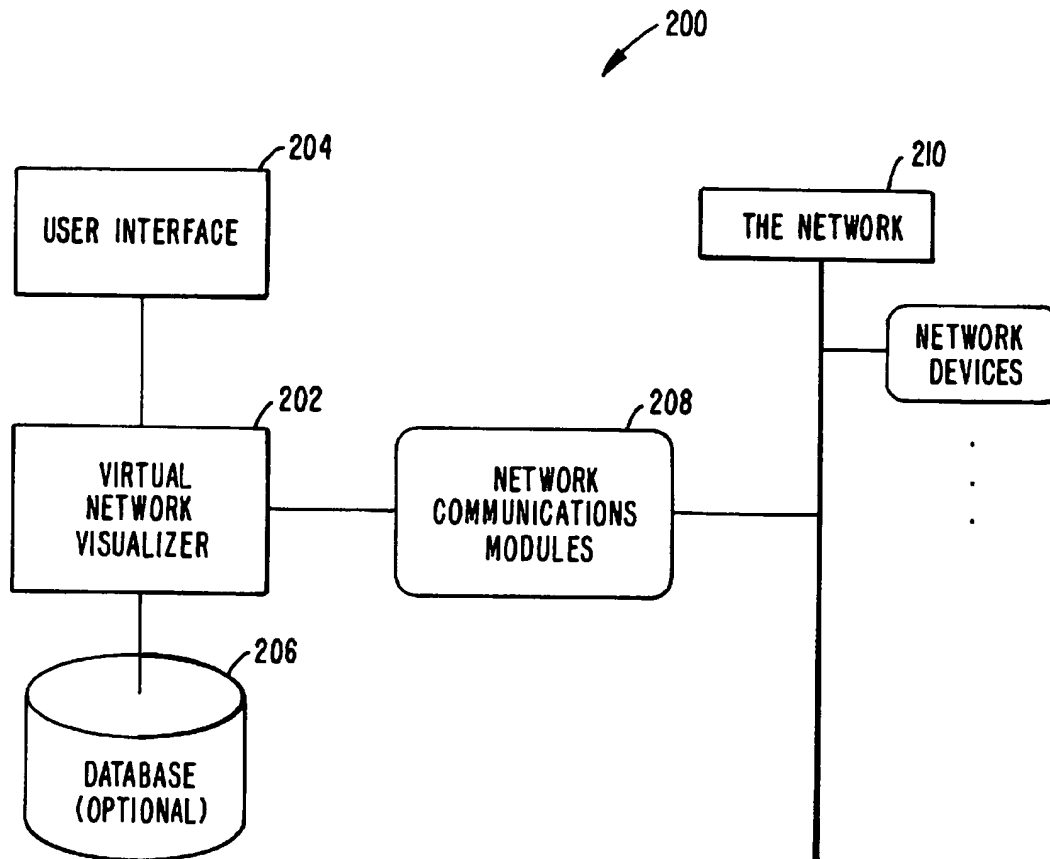 200
204
USER INTERFACE
210
THE NETWORK
NETWORK
DEVICES
202
VIRTUAL
NETWORK
VISUALIZER
208
NETWORK
COMMUNICATIONS
MODULES
206
DATABASE
(OPTIONAL)